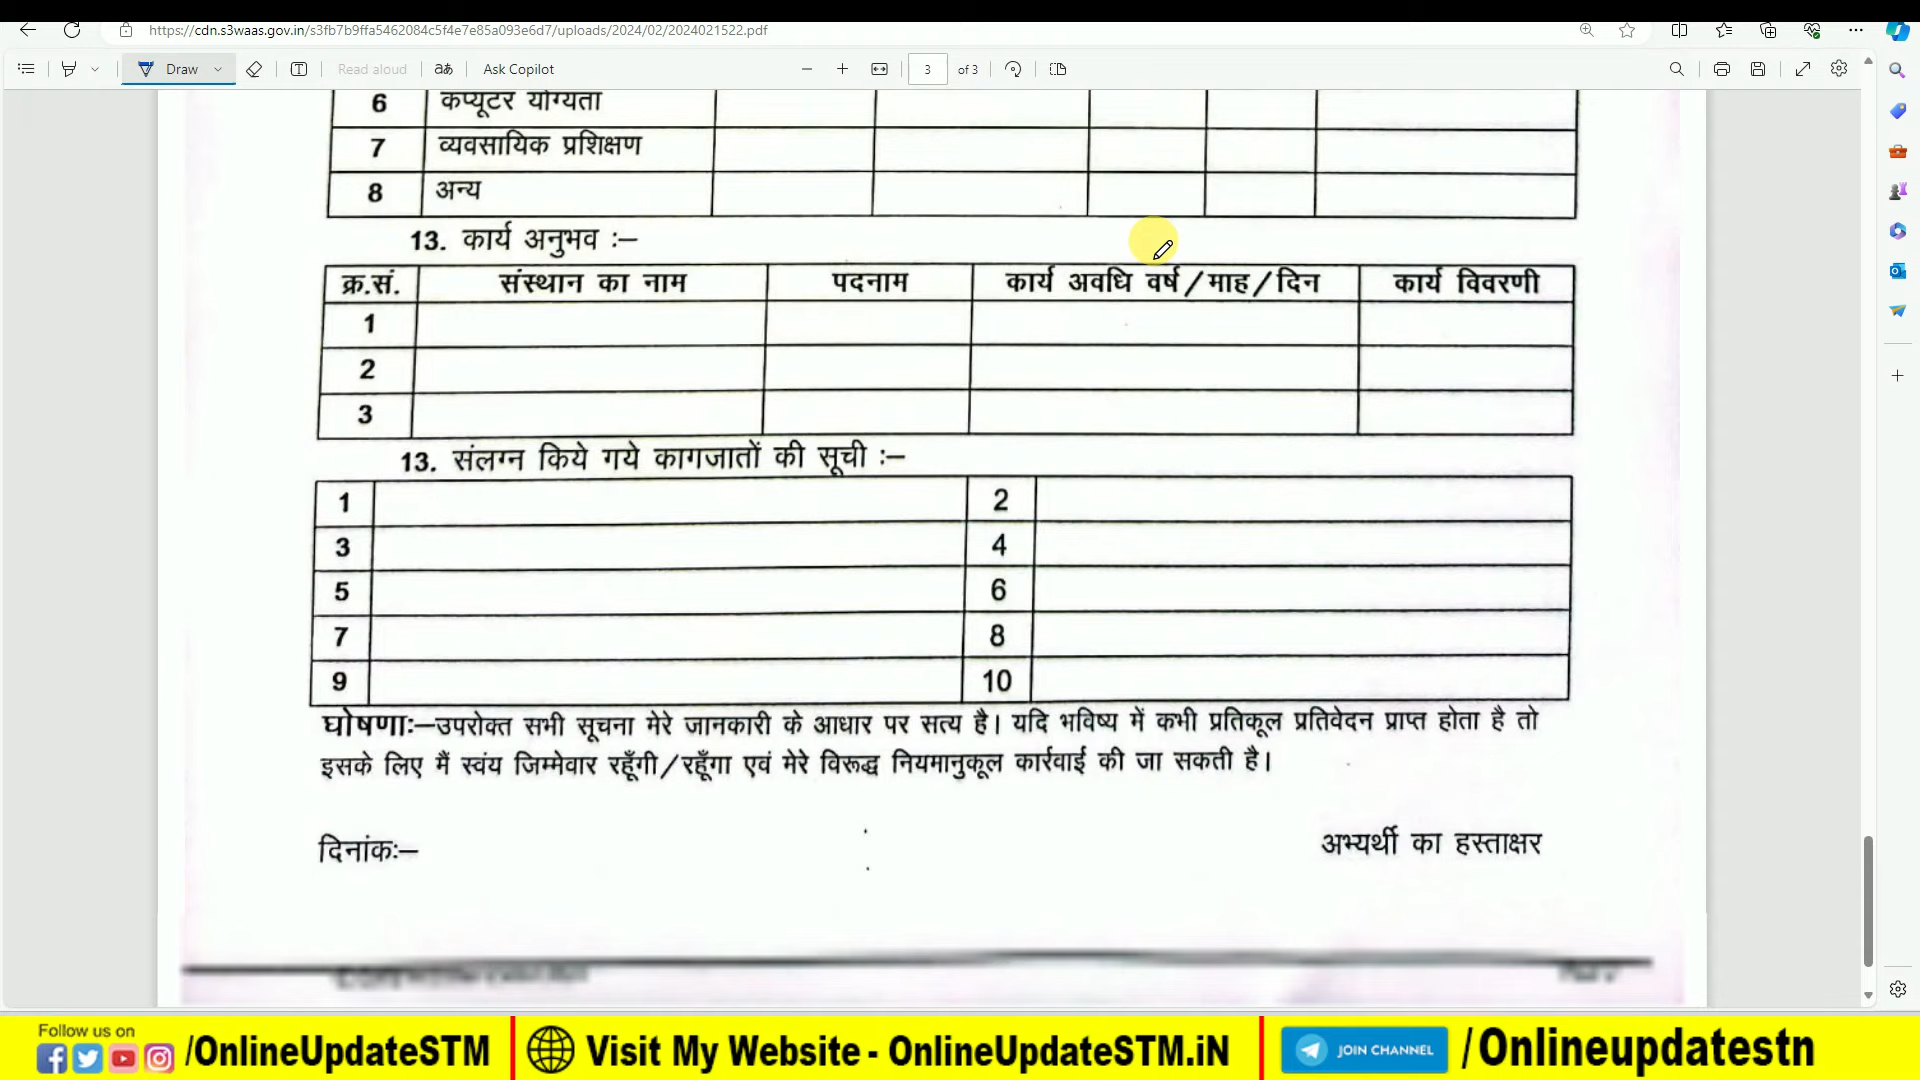 https://cdn.s3waas.gov.in/s3fb7b9ffa5462084c5f4e7e85a093e6d7/uploads/2024/02/2024021522.pdf
Draw Read aloud aあ Ask Copilot 3 of 3
6 कम्प्यूटर योग्यता
7 व्यवसायिक प्रशिक्षण
8 अन्य
13. कार्य अनुभव :–
क्र.सं. संस्थान का नाम पदनाम कार्य अवधि वर्ष/माह/दिन कार्य विवरणी
1
2
3
13. संलग्न किये गये कागजातों की सूची :–
1 2
3 4
5 6
7 8
9 10
घोषणाः–उपरोक्त सभी सूचना मेरे जानकारी के आधार पर सत्य है। यदि भविष्य में कभी प्रतिकूल प्रतिवेदन प्राप्त होता है तो
इसके लिए मैं स्वंय जिम्मेवार रहूँगी/रहूँगा एवं मेरे विरूद्ध नियमानुकूल कार्रवाई की जा सकती है।
दिनांकः– अभ्यर्थी का हस्ताक्षर
Follow us on
/OnlineUpdateSTM Visit My Website - OnlineUpdateSTM.iN JOIN CHANNEL /Onlineupdatestn